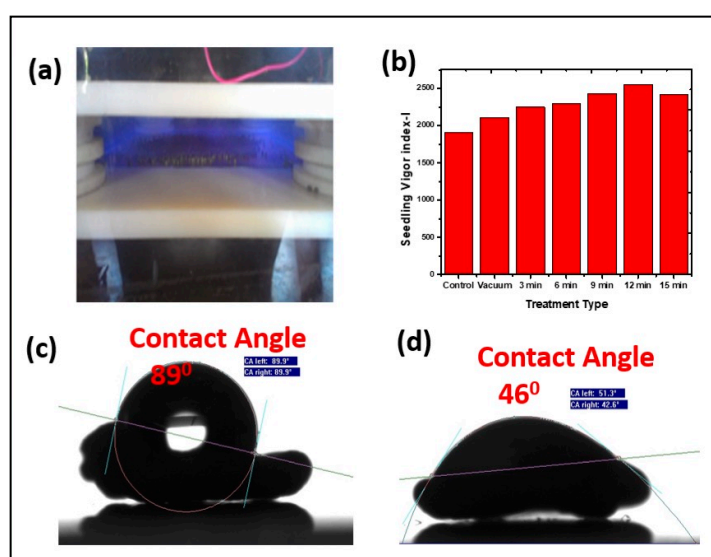 (a)
(b)
2500
2000
1500
1000
500
0
Seedling Vigor index-I
Control Vacuum 3 min 6 min 9 min 12 min 15 min
Treatment Type
(c)
Contact Angle
89⁰
CA left: 89.9°
CA right: 89.9°
(d)
Contact Angle
46⁰
CA left: 51.3°
CA right: 42.6°